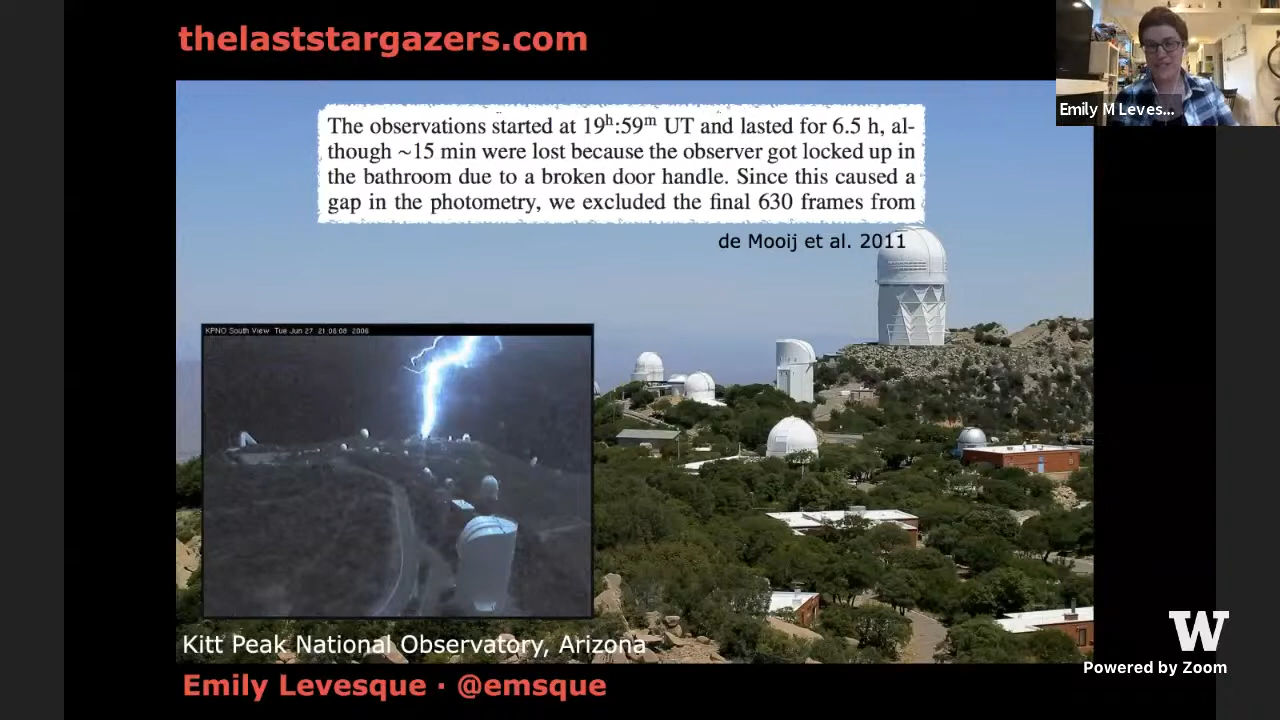 thelaststargazers.com
Emily M Leves...
The observations started at 19h:59m UT and lasted for 6.5 h, al-
though ~15 min were lost because the observer got locked up in
the bathroom due to a broken door handle. Since this caused a
gap in the photometry, we excluded the final 630 frames from
de Mooij et al. 2011
KPNO South View Tue Jun 27 21:06:08 2006
Kitt Peak National Observatory, Arizona
W
Powered by Zoom
Emily Levesque · @emsque